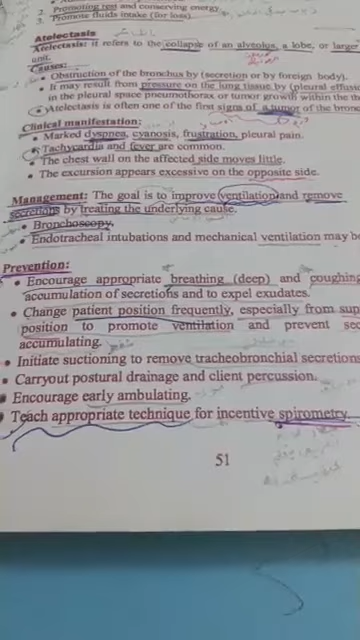 2. Promoting rest and conserving energy
3. Promote fluids intake (for loss).
Atelectasis
Atelectasis: it refers to the collapse of an alveolus, a lobe, or larger
unit.
Causes:
• Obstruction of the bronchus by (secretion or by foreign body).
• It may result from pressure on the lung tissue by (pleural effus
in the pleural space pneumothorax or tumor growth within the
• Atelectasis is often one of the first signs of a tumor of the bron
Clinical manifestation:
• Marked dyspnea, cyanosis, frustration, pleural pain.
• Tachycardia and fever are common.
• The chest wall on the affected side moves little.
• The excursion appears excessive on the opposite side.
Management: The goal is to improve ventilation and remove
secretions by treating the underlying cause.
• Bronchoscopy.
• Endotracheal intubations and mechanical ventilation may be
Prevention:
• Encourage appropriate breathing (deep) and coughing
accumulation of secretions and to expel exudates.
• Change patient position frequently, especially from sup
position to promote ventilation and prevent sec
accumulating.
• Initiate suctioning to remove tracheobronchial secretions
• Carryout postural drainage and client percussion.
• Encourage early ambulating.
• Teach appropriate technique for incentive spirometry
51